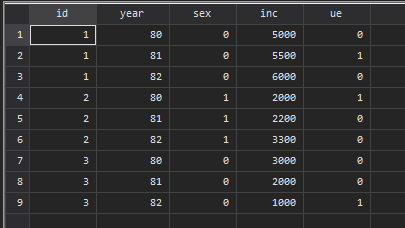 id year sex inc ue
1 1 80 0 5000 0
2 1 81 0 5500 1
3 1 82 0 6000 0
4 2 80 1 2000 1
5 2 81 1 2200 0
6 2 82 1 3300 0
7 3 80 0 3000 0
8 3 81 0 2000 0
9 3 82 0 1000 1